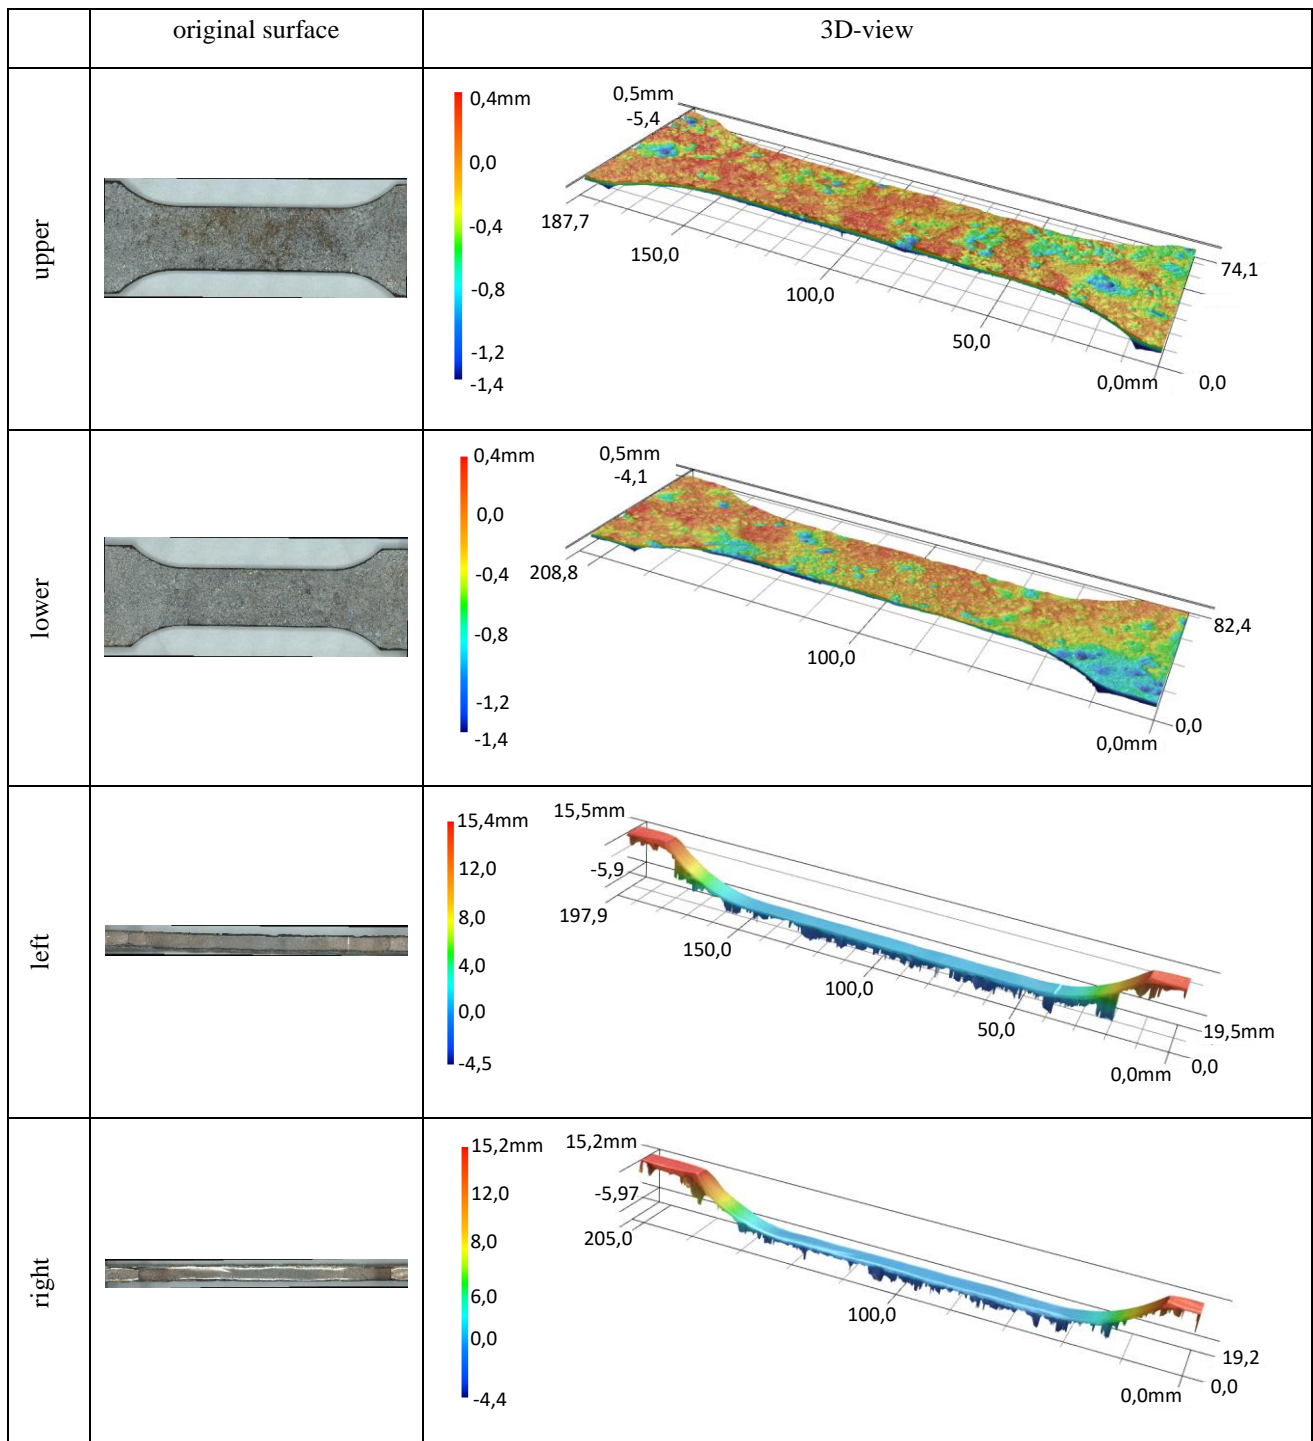 original surface
3D-view
upper
0,4mm
0,0
-0,4
-0,8
-1,2
-1,4
0,5mm
-5,4
187,7
150,0
100,0
50,0
0,0mm
0,0
74,1
lower
0,4mm
0,0
-0,4
-0,8
-1,2
-1,4
0,5mm
-4,1
208,8
100,0
0,0mm
0,0
82,4
left
15,4mm
12,0
8,0
4,0
0,0
-4,5
15,5mm
-5,9
197,9
150,0
100,0
50,0
0,0mm
0,0
19,5mm
right
15,2mm
12,0
8,0
6,0
0,0
-4,4
15,2mm
-5,97
205,0
100,0
0,0mm
0,0
19,2